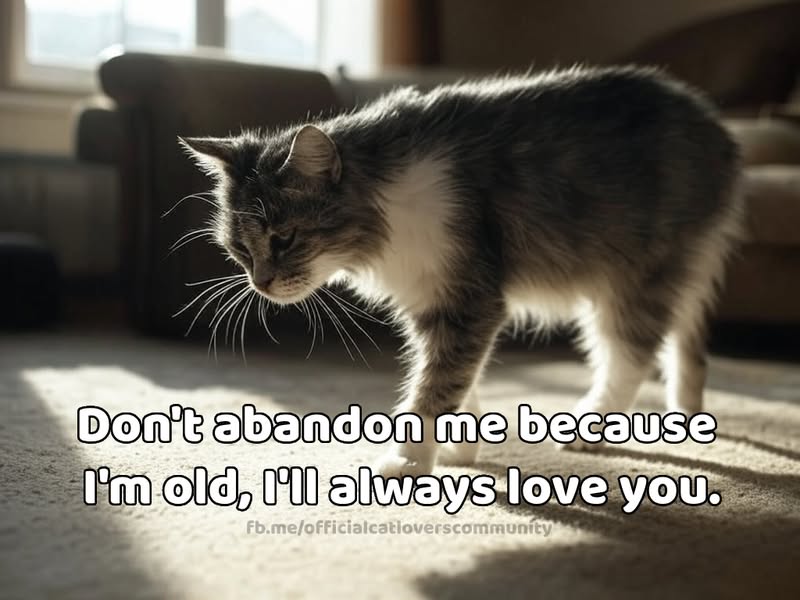 Don't abandon me because
I'm old, I'll always love you.
fb.me/officialcatloverscommunity